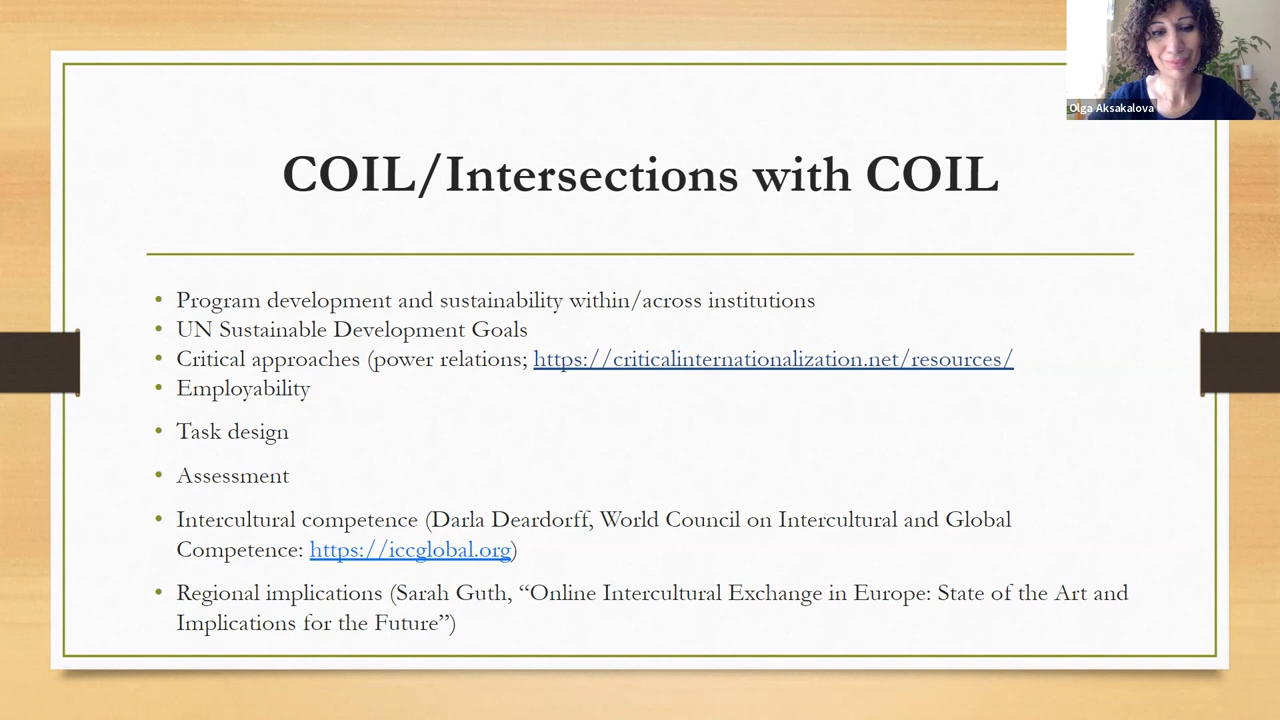 Olga Aksakalova
COIL/Intersections with COIL
• Program development and sustainability within/across institutions
• UN Sustainable Development Goals
• Critical approaches (power relations; https://criticalinternationalization.net/resources/
• Employability
• Task design
• Assessment
• Intercultural competence (Darla Deardorff, World Council on Intercultural and Global
Competence: https://iccglobal.org)
• Regional implications (Sarah Guth, “Online Intercultural Exchange in Europe: State of the Art and
Implications for the Future”)